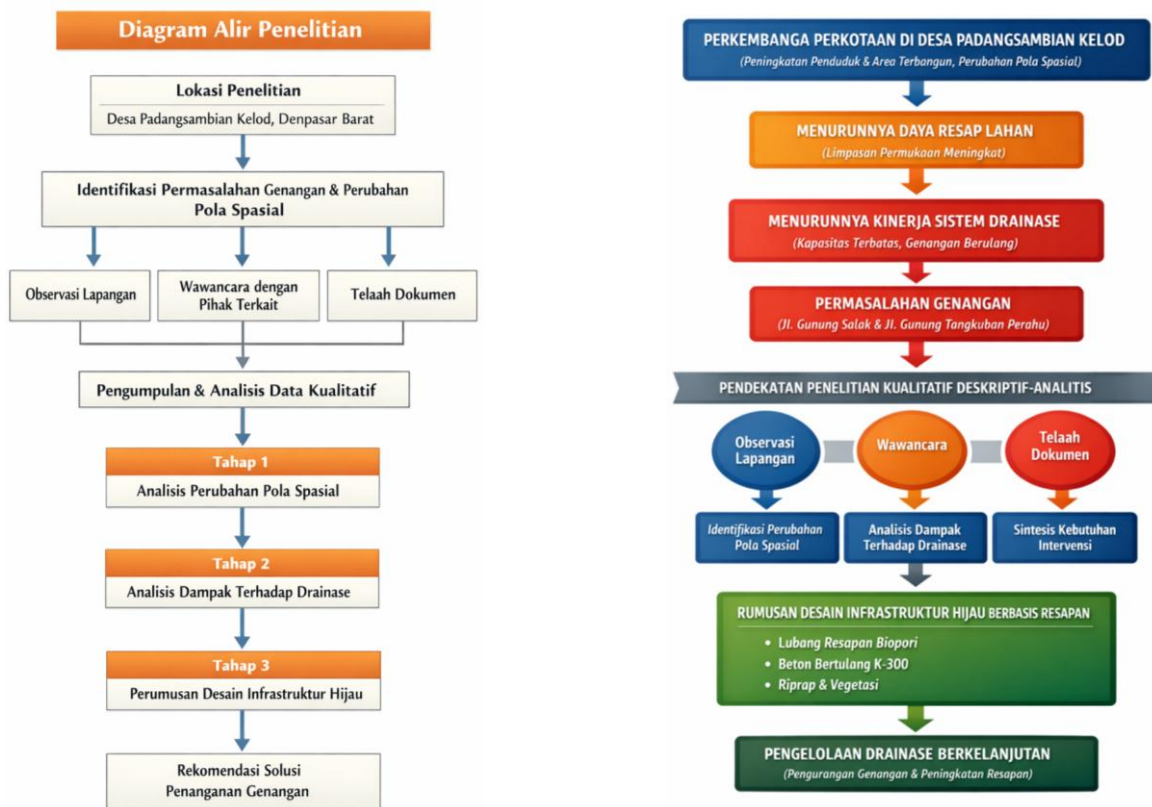 Diagram Alir Penelitian
Lokasi Penelitian
Desa Padangsambian Kelod, Denpasar Barat
Identifikasi Permasalahan Genangan & Perubahan
Pola Spasial
Observasi Lapangan
Wawancara dengan
Pihak Terkait
Telaah Dokumen
Pengumpulan & Analisis Data Kualitatif
Tahap 1
Analisis Perubahan Pola Spasial
Tahap 2
Analisis Dampak Terhadap Drainase
Tahap 3
Perumusan Desain Infrastruktur Hijau
Rekomendasi Solusi
Penanganan Genangan
PERKEMBANGA PERKOTAAN DI DESA PADANGSAMBIAN KELOD
(Peningkatan Penduduk & Area Terbangun, Perubahan Pola Spasial)
MENURUNNYA DAYA RESAP LAHAN
(Limpasan Permukaan Meningkat)
MENURUNNYA KINERJA SISTEM DRAINASE
(Kapasitas Terbatas, Genangan Berulang)
PERMASALAHAN GENANGAN
(Jl. Gunung Salak & Jl. Gunung Tangkuban Perahu)
PENDEKATAN PENELITIAN KUALITATIF DESKRIPTIF-ANALITIS
Observasi
Lapangan
Wawancara
Telaah
Dokumen
Identifikasi Perubahan
Pola Spasial
Analisis Dampak
Terhadap Drainase
Sintesis Kebutuhan
Intervensi
RUMUSAN DESAIN INFRASTRUKTUR HIJAU BERBASIS RESAPAN
• Lubang Resapan Biopori
• Beton Bertulang K-300
• Riprap & Vegetasi
PENGELOLAAN DRAINASE BERKELANJUTAN
(Pengurangan Genangan & Peningkatan Resapan)